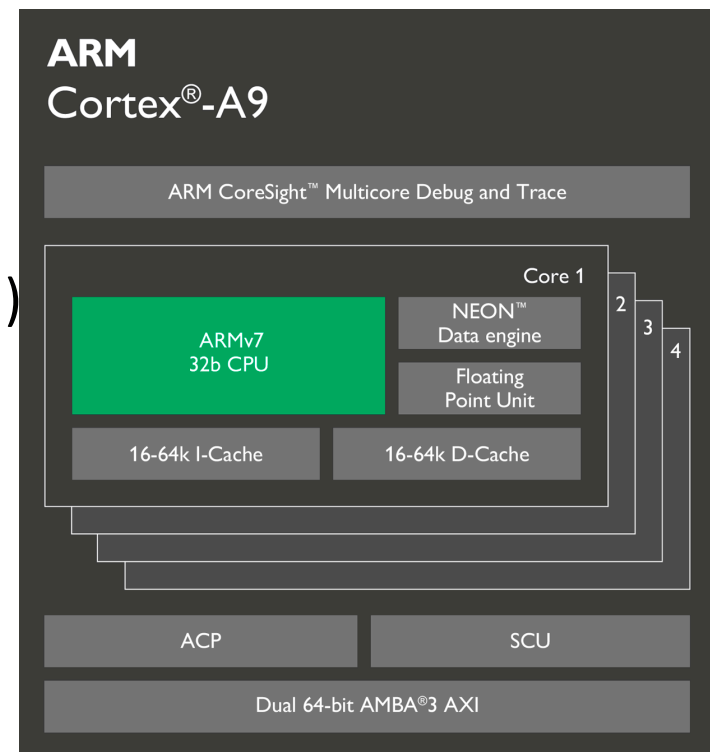 ARM
Cortex®-A9
ARM CoreSight™ Multicore Debug and Trace
)
Core 1
2
3
4
ARMv7
32b CPU
NEON™
Data engine
Floating
Point Unit
16-64k I-Cache
16-64k D-Cache
ACP
SCU
Dual 64-bit AMBA®3 AXI